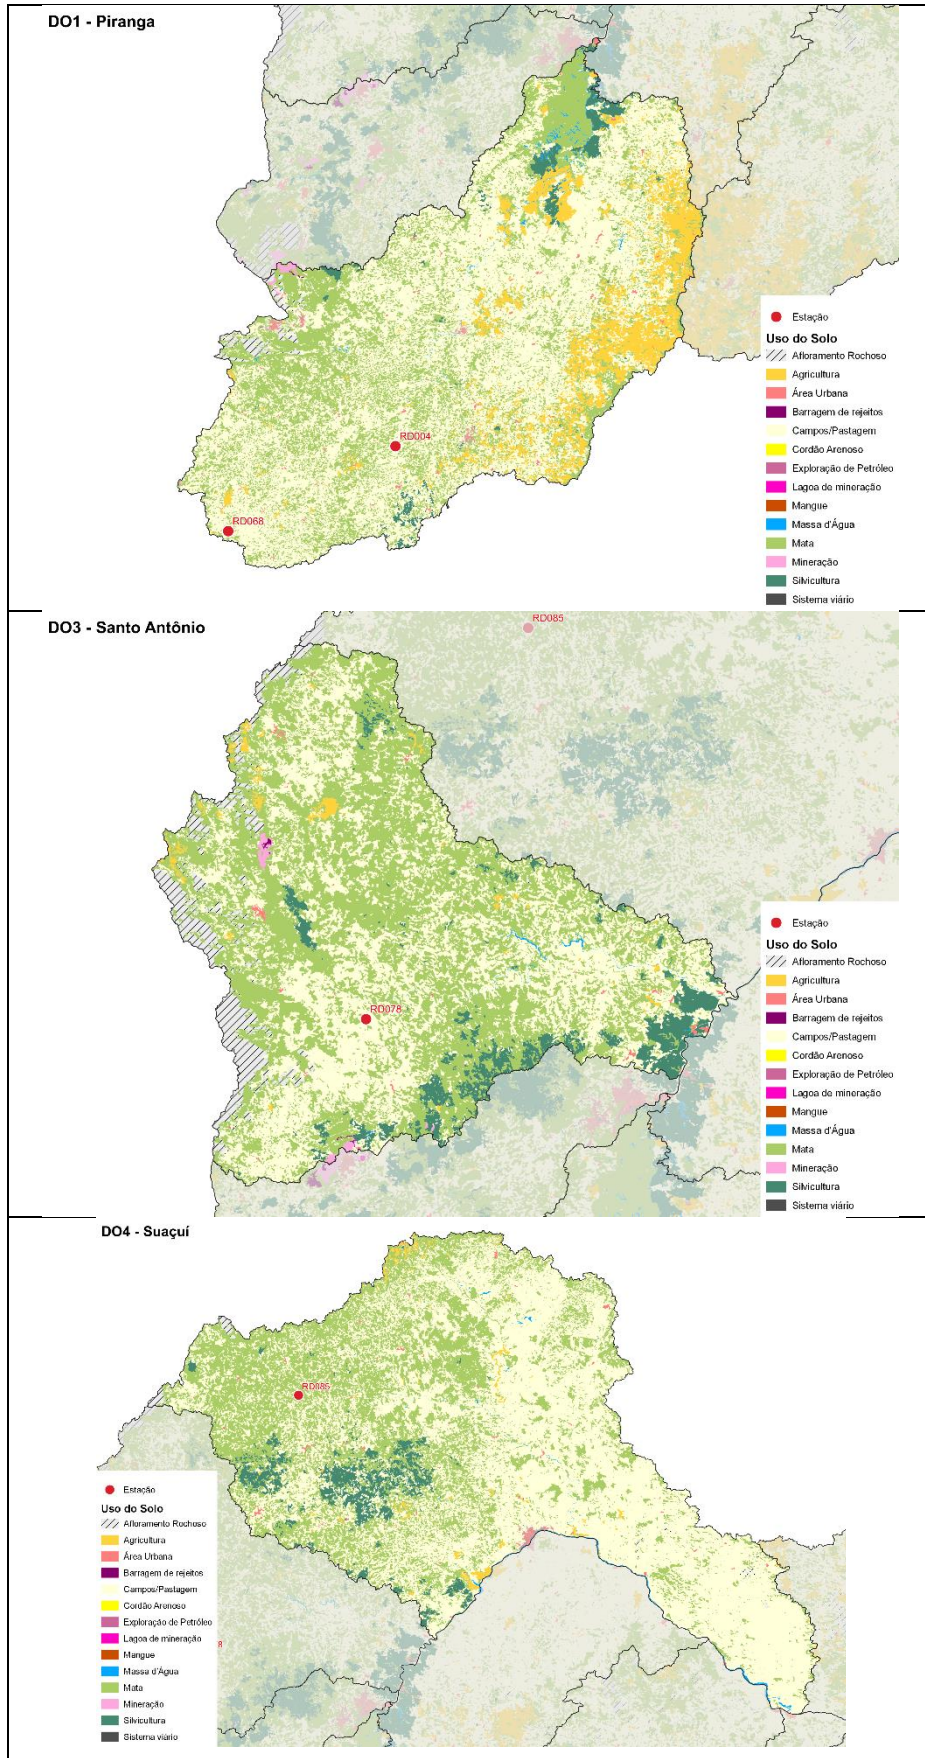 DO1 - Piranga
RD004
RD068
Estação
Uso do Solo
Afloramento Rochoso
Agricultura
Área Urbana
Barragem de rejeitos
Campos/Pastagem
Cordão Arenoso
Exploração de Petróleo
Lagoa de mineração
Mangue
Massa d'Água
Mata
Mineração
Silvicultura
Sistema viário
DO3 - Santo Antônio
RD085
RD078
Estação
Uso do Solo
Afloramento Rochoso
Agricultura
Área Urbana
Barragem de rejeitos
Campos/Pastagem
Cordão Arenoso
Exploração de Petróleo
Lagoa de mineração
Mangue
Massa d'Água
Mata
Mineração
Silvicultura
Sistema viário
DO4 - Suaçuí
RD085
Estação
Uso do Solo
Afloramento Rochoso
Agricultura
Área Urbana
Barragem de rejeitos
Campos/Pastagem
Cordão Arenoso
Exploração de Petróleo
Lagoa de mineração
Mangue
Massa d'Água
Mata
Mineração
Silvicultura
Sistema viário
R